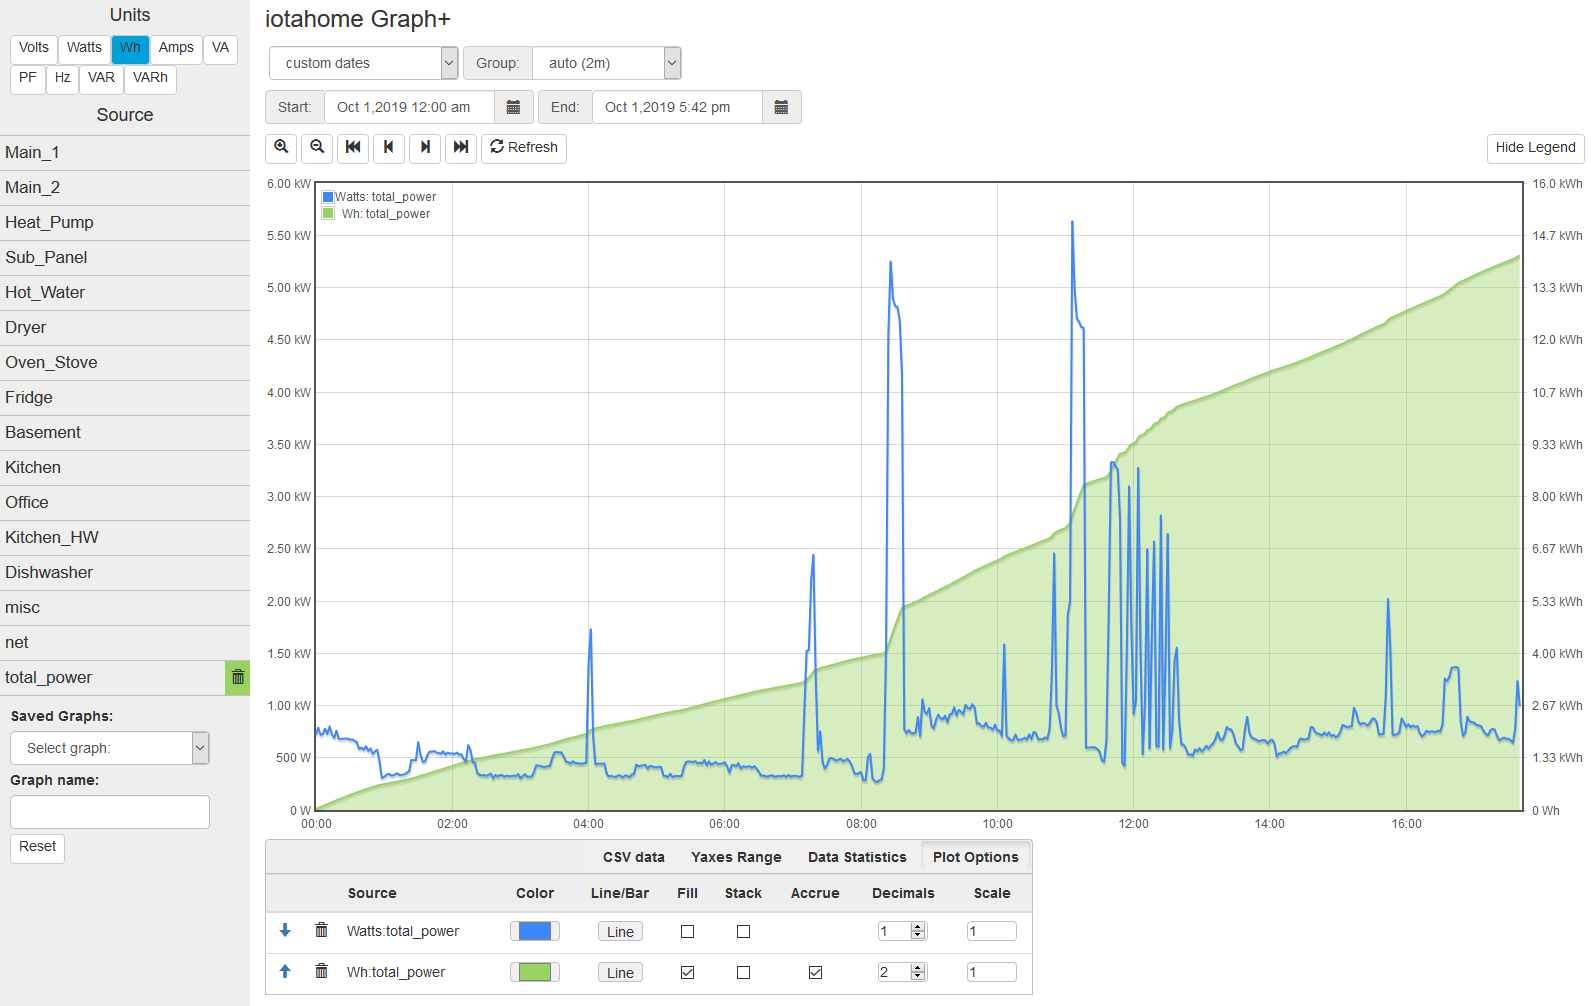 Units
Volts Watts Wh Amps VA
PF Hz VAR VARh
Source
Main_1
Main_2
Heat_Pump
Sub_Panel
Hot_Water
Dryer
Oven_Stove
Fridge
Basement
Kitchen
Office
Kitchen_HW
Dishwasher
misc
net
total_power
Saved Graphs:
Select graph:
Graph name:
Reset
iotahome Graph+
custom dates Group: auto (2m)
Start: Oct 1,2019 12:00 am End: Oct 1,2019 5:42 pm
Refresh Hide Legend
Watts: total_power
Wh: total_power
6.00 kW 16.0 kWh
5.50 kW 14.7 kWh
5.00 kW 13.3 kWh
4.50 kW 12.0 kWh
4.00 kW 10.7 kWh
3.50 kW 9.33 kWh
3.00 kW 8.00 kWh
2.50 kW 6.67 kWh
2.00 kW 5.33 kWh
1.50 kW 4.00 kWh
1.00 kW 2.67 kWh
500 W 1.33 kWh
0 W 0 Wh
00:00 02:00 04:00 06:00 08:00 10:00 12:00 14:00 16:00
CSV data Yaxes Range Data Statistics Plot Options
Source Color Line/Bar Fill Stack Accrue Decimals Scale
Watts:total_power Line 1 1
Wh:total_power Line 2 1